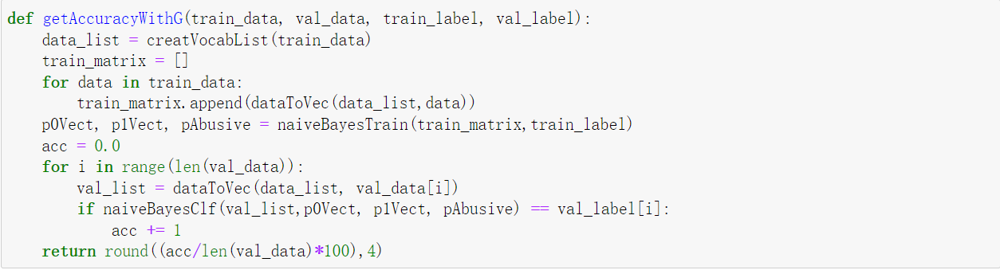 def getAccuracyWithG(train_data, val_data, train_label, val_label):
    data_list = creatVocabList(train_data)
    train_matrix = []
    for data in train_data:
        train_matrix.append(dataToVec(data_list,data))
    p0Vect, p1Vect, pAbusive = naiveBayesTrain(train_matrix,train_label)
    acc = 0.0
    for i in range(len(val_data)):
        val_list = dataToVec(data_list, val_data[i])
        if naiveBayesClf(val_list,p0Vect, p1Vect, pAbusive) == val_label[i]:
            acc += 1
    return round((acc/len(val_data)*100),4)